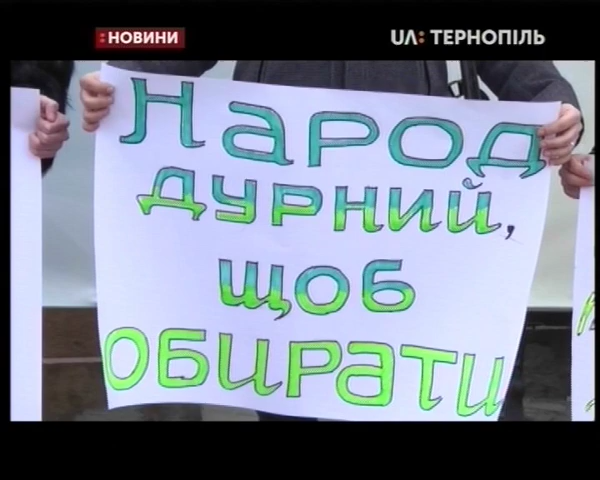 :НОВИНИ
UA: ТЕРНОПІЛЬ
Народ
дурний,
щоб
обирати